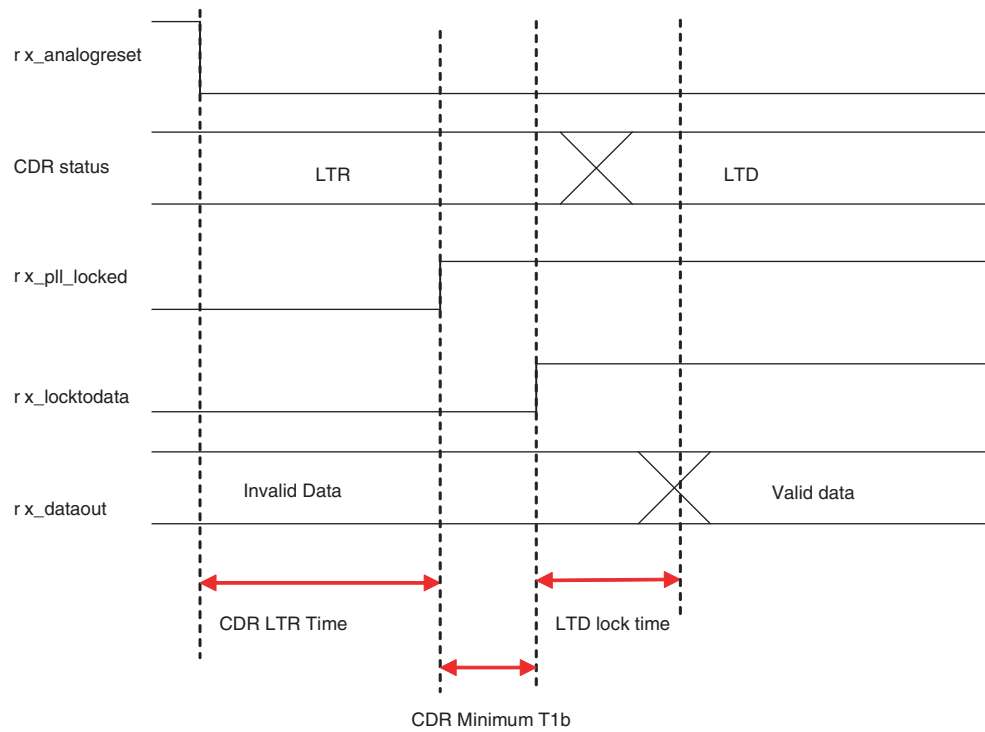 r x_analogreset
CDR status
LTR
LTD
r x_pll_locked
r x_locktodata
r x_dataout
Invalid Data
Valid data
CDR LTR Time
LTD lock time
CDR Minimum T1b